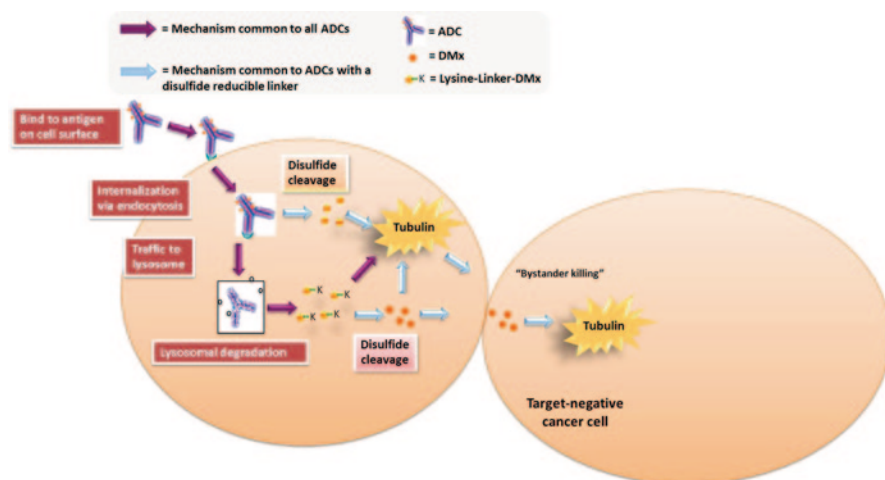 = Mechanism common to all ADCs
= ADC
= DMx
= Mechanism common to ADCs with a
disulfide reducible linker
K = Lysine-Linker-DMx
Bind to antigen
on cell surface
Disulfide
cleavage
Internalization
via endocytosis
Tubulin
Traffic to
lysosome
"Bystander killing"
K
K
K
K
Tubulin
Lysosomal degradation
Disulfide
cleavage
Target-negative
cancer cell